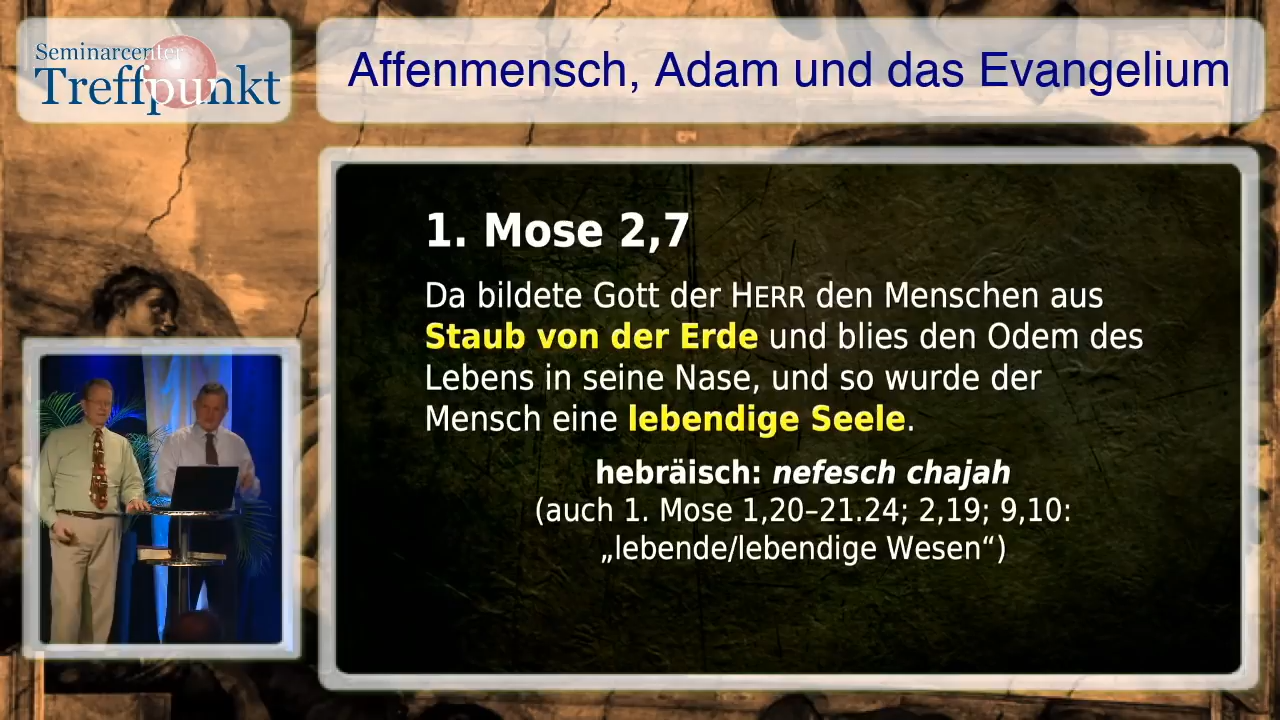 Seminarcenter
Treffpunkt
Affenmensch, Adam und das Evangelium
1. Mose 2,7
Da bildete Gott der HERR den Menschen aus
Staub von der Erde und blies den Odem des
Lebens in seine Nase, und so wurde der
Mensch eine lebendige Seele.
hebräisch: nefesch chajah
(auch 1. Mose 1,20–21.24; 2,19; 9,10:
„lebende/lebendige Wesen“)